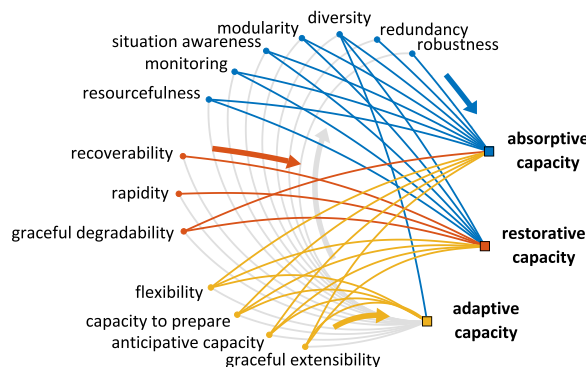 diversity
modularity
redundancy
situation awareness
robustness
monitoring
resourcefulness
absorptive
capacity
recoverability
rapidity
graceful degradability
restorative
capacity
flexibility
capacity to prepare
adaptive
capacity
anticipative capacity
graceful extensibility